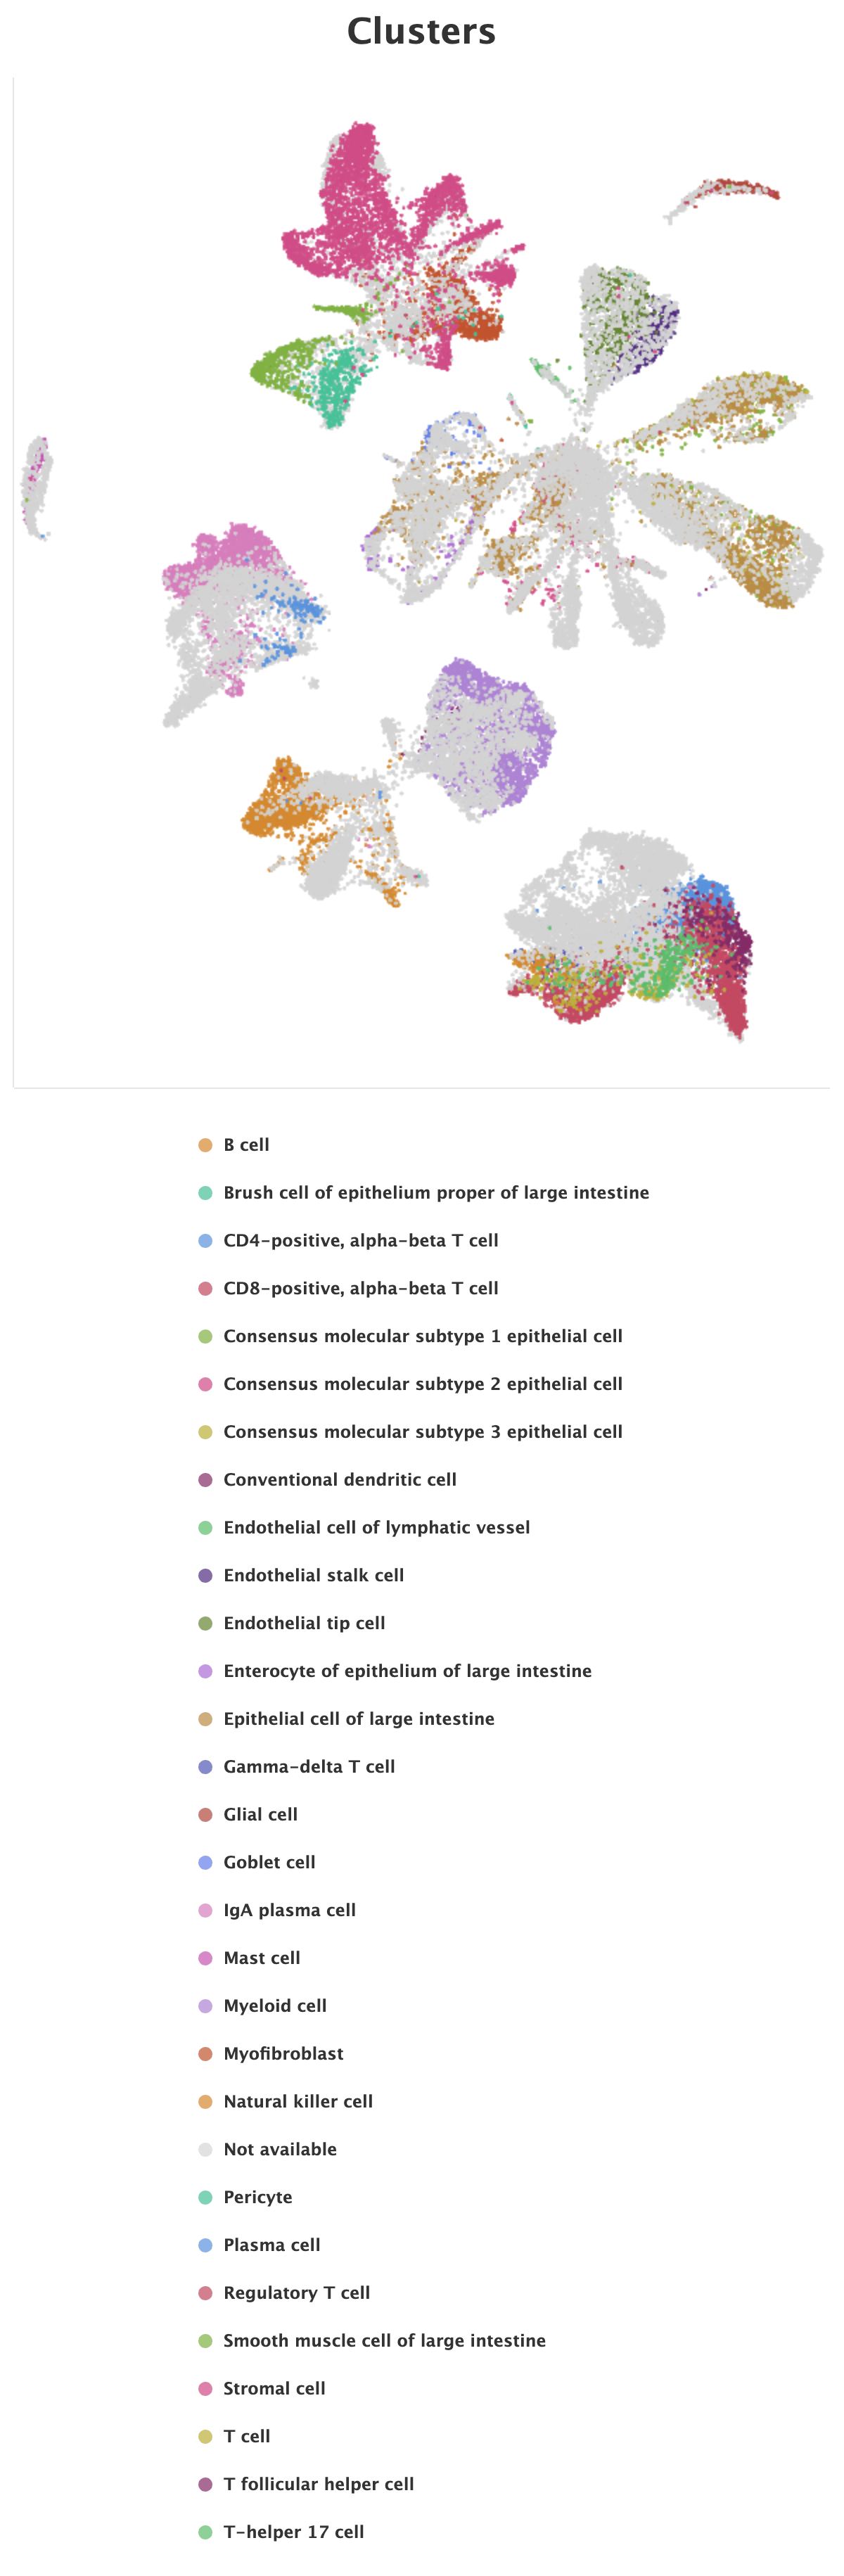 Clusters
B cell
Brush cell of epithelium proper of large intestine
CD4-positive, alpha-beta T cell
CD8-positive, alpha-beta T cell
Consensus molecular subtype 1 epithelial cell
Consensus molecular subtype 2 epithelial cell
Consensus molecular subtype 3 epithelial cell
Conventional dendritic cell
Endothelial cell of lymphatic vessel
Endothelial stalk cell
Endothelial tip cell
Enterocyte of epithelium of large intestine
Epithelial cell of large intestine
Gamma-delta T cell
Glial cell
Goblet cell
IgA plasma cell
Mast cell
Myeloid cell
Myofibroblast
Natural killer cell
Not available
Pericyte
Plasma cell
Regulatory T cell
Smooth muscle cell of large intestine
Stromal cell
T cell
T follicular helper cell
T-helper 17 cell